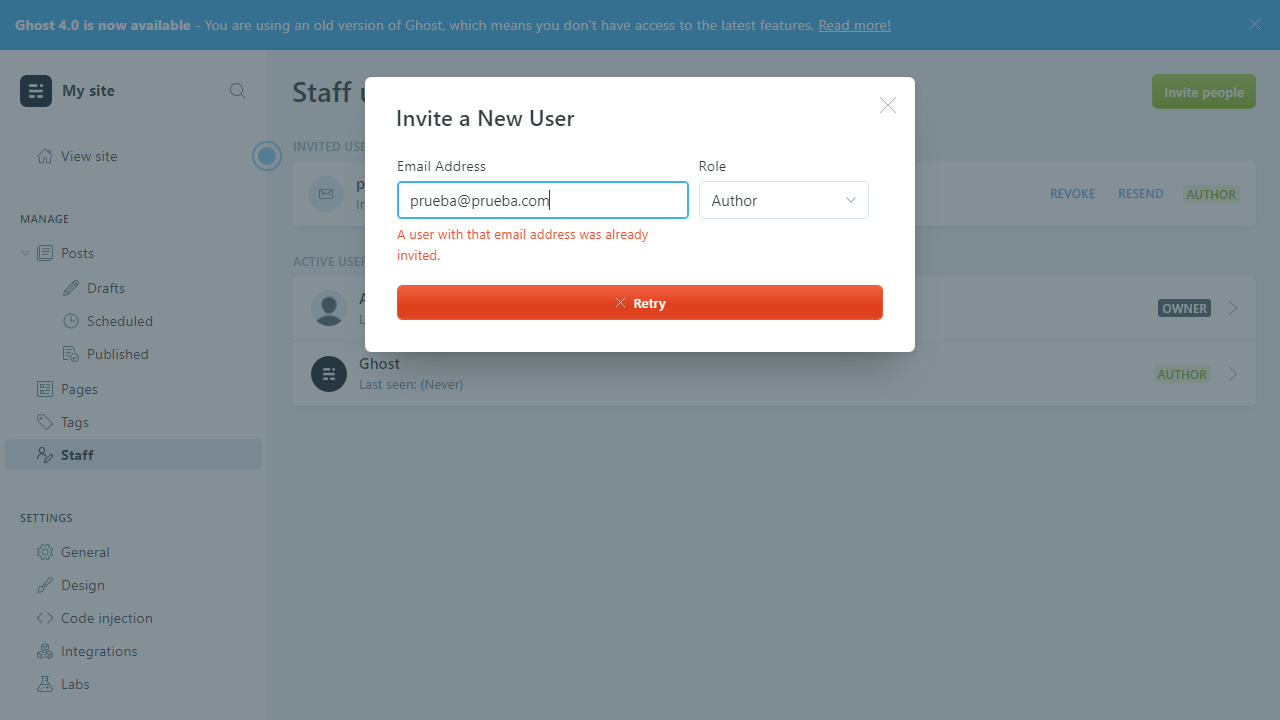 Ghost 4.0 is now available - You are using an old version of Ghost, which means you don't have access to the latest features. Read more!
My site
View site
MANAGE
Posts
Drafts
Scheduled
Published
Pages
Tags
Staff
SETTINGS
General
Design
Code injection
Integrations
Labs
Staff
Invite people
INVITED
REVOKE
RESEND
AUTHOR
ACTIVE
OWNER
Ghost
Last seen: (Never)
AUTHOR
Invite a New User
Email Address
Role
prueba@prueba.com
Author
A user with that email address was already
invited.
Retry